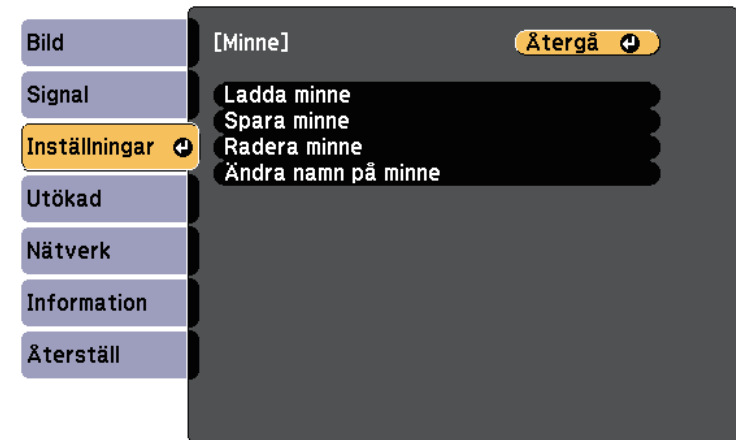 Bild
Signal
Inställningar
Utökad
Nätverk
Information
Återställ
[Minne]
Återgå
Ladda minne
Spara minne
Radera minne
Ändra namn på minne